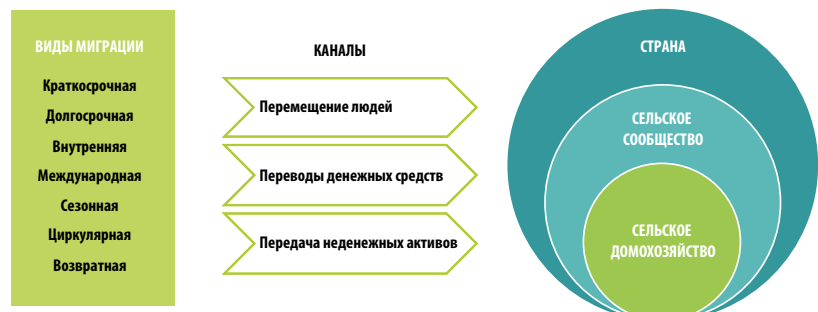 ВИДЫ МИГРАЦИИ
Краткосрочная
Долгосрочная
Внутренняя
Международная
Сезонная
Циркулярная
Возвратная
КАНАЛЫ
Перемещение людей
Переводы денежных средств
Передача неденежных активов
СТРАНА
СЕЛЬСКОЕ
СООБЩЕСТВО
СЕЛЬСКОЕ
ДОМОХОЗЯЙСТВО